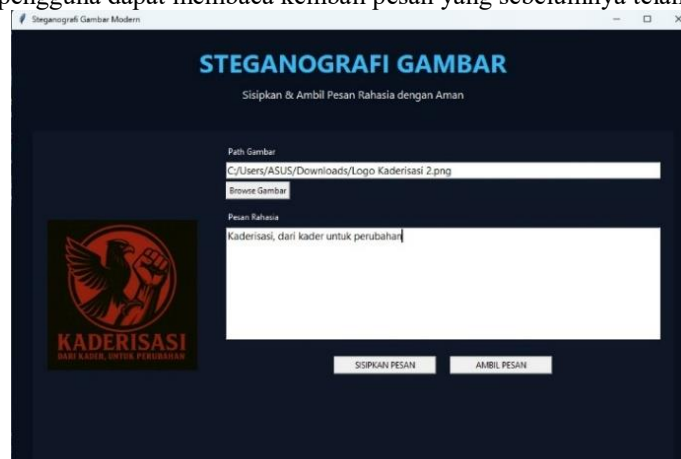 pengguna dapat membaca kembali pesan yang sebelumnya telah
Steganografi Gambar Modern
STEGANOGRAFI GAMBAR
Sisipkan & Ambil Pesan Rahasia dengan Aman
Path Gambar
C:/Users/ASUS/Downloads/Logo Kaderisasi 2.png
Browse Gambar
Pesan Rahasia
Kaderisasi, dari kader untuk perubahan
KADERISASI
DARI KADER, UNTUK PERUBAHAN
SISIPKAN PESAN
AMBIL PESAN